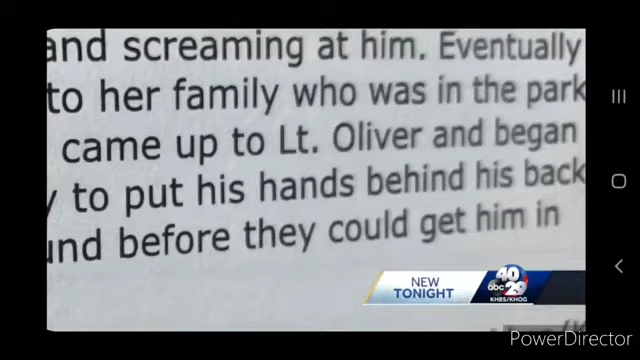 and screaming at him. Eventually
to her family who was in the park
came up to Lt. Oliver and began
to put his hands behind his back
before they could get him in
NEW
TONIGHT
40
abc 29
KHBS/KHOG
PowerDirector